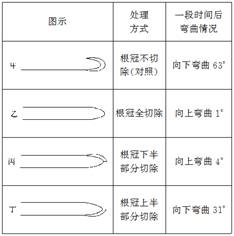 图示
处理
方式
一段时间后
弯曲情况
甲
根冠不切
除(对照)
向下弯曲 63°
乙
根冠全切除
向上弯曲 1°
丙
根冠下半
部分切除
向上弯曲 4°
丁
根冠上半
部分切除
向下弯曲 31°